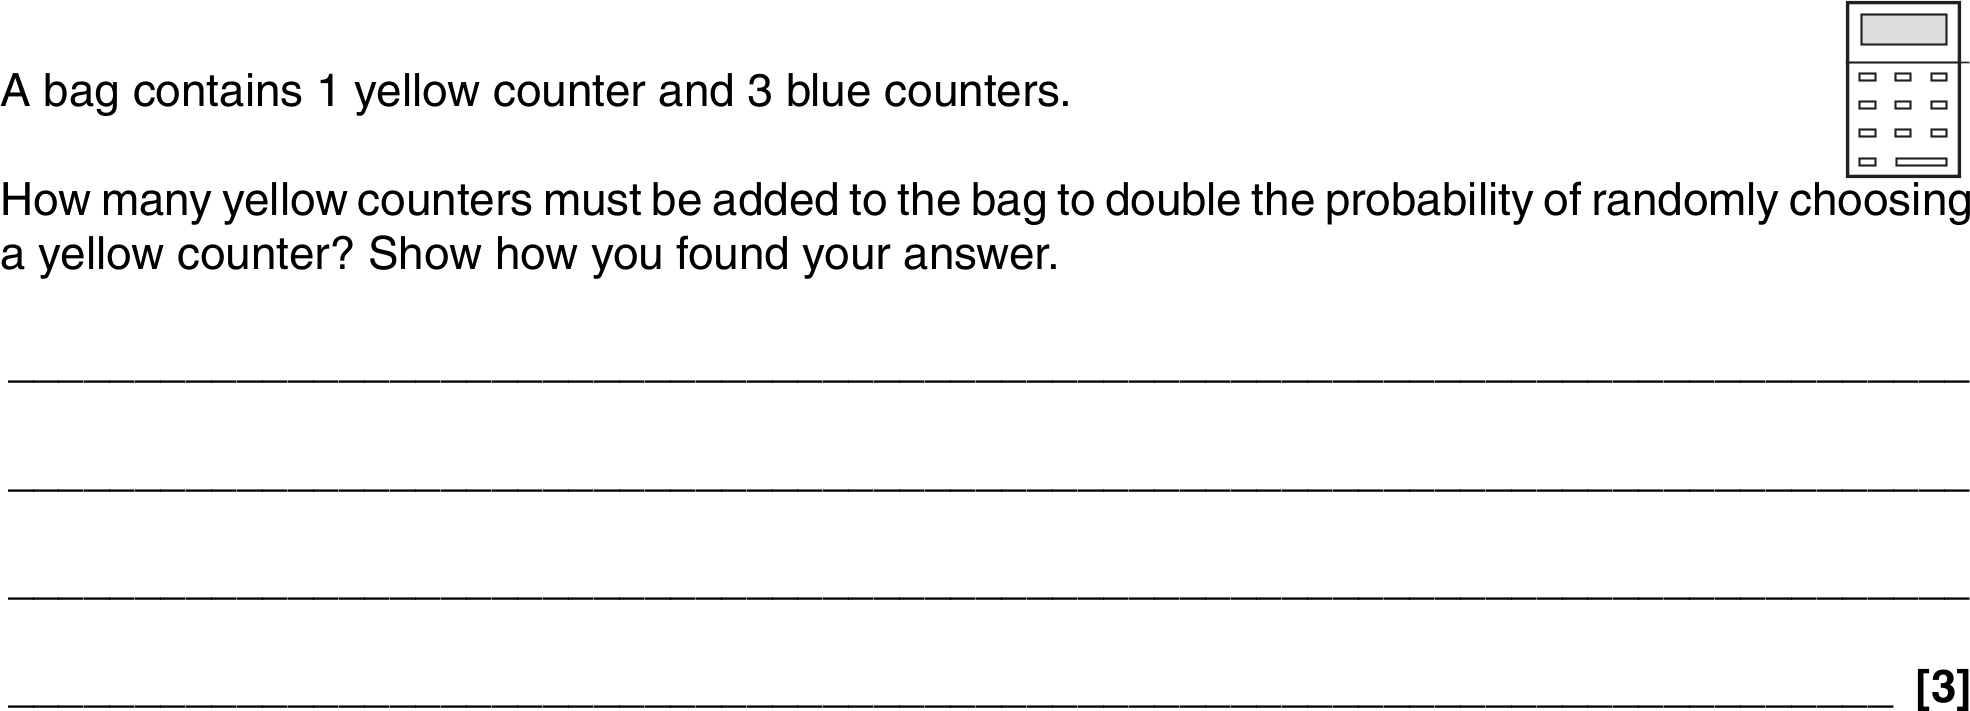 A bag contains 1 yellow counter and 3 blue counters.
How many yellow counters must be added to the bag to double the probability of randomly choosing
a yellow counter? Show how you found your answer.
[3]